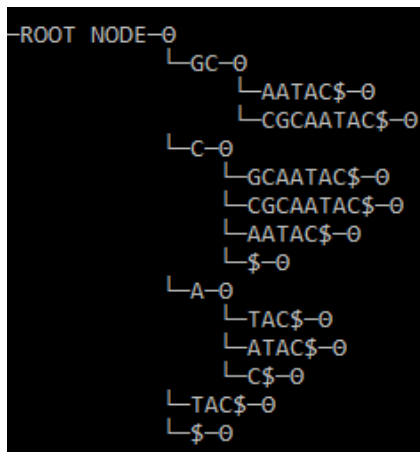 ─ROOT NODE─0
└─GC─0
└─AATAC$─0
└─CGCAATAC$─0
└─C─0
└─GCAATAC$─0
└─CGCAATAC$─0
└─AATAC$─0
└─$─0
└─A─0
└─TAC$─0
└─ATAC$─0
└─C$─0
└─TAC$─0
└─$─0